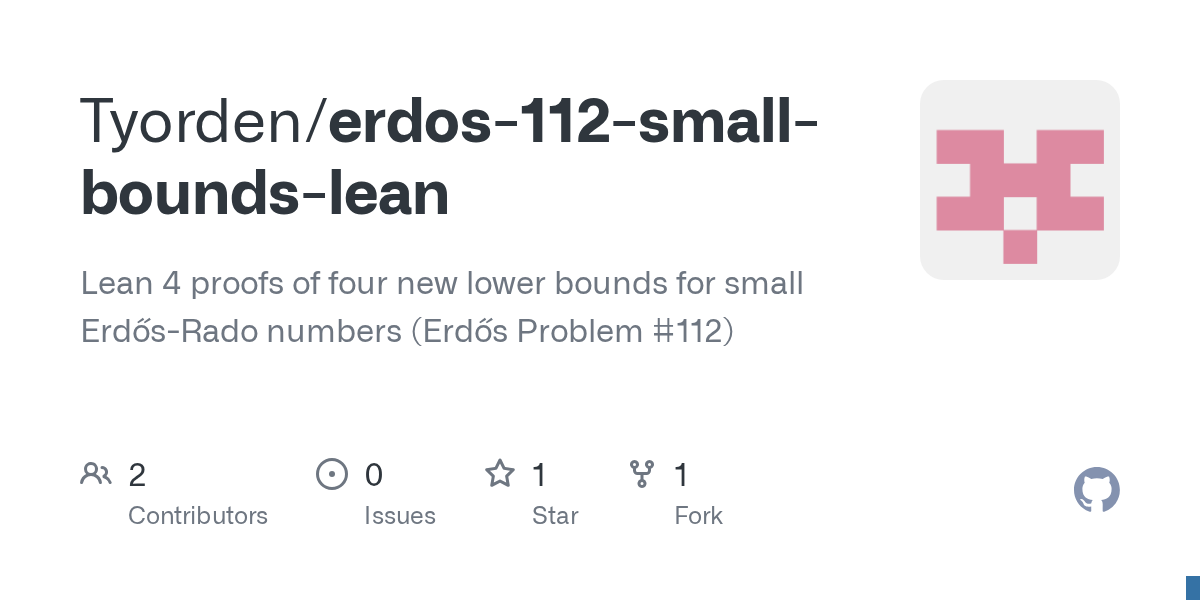 Tyorden/erdos-112-small-
bounds-lean
Lean 4 proofs of four new lower bounds for small
Erdős-Rado numbers (Erdős Problem #112)
2
Contributors
0
Issues
1
Star
1
Fork